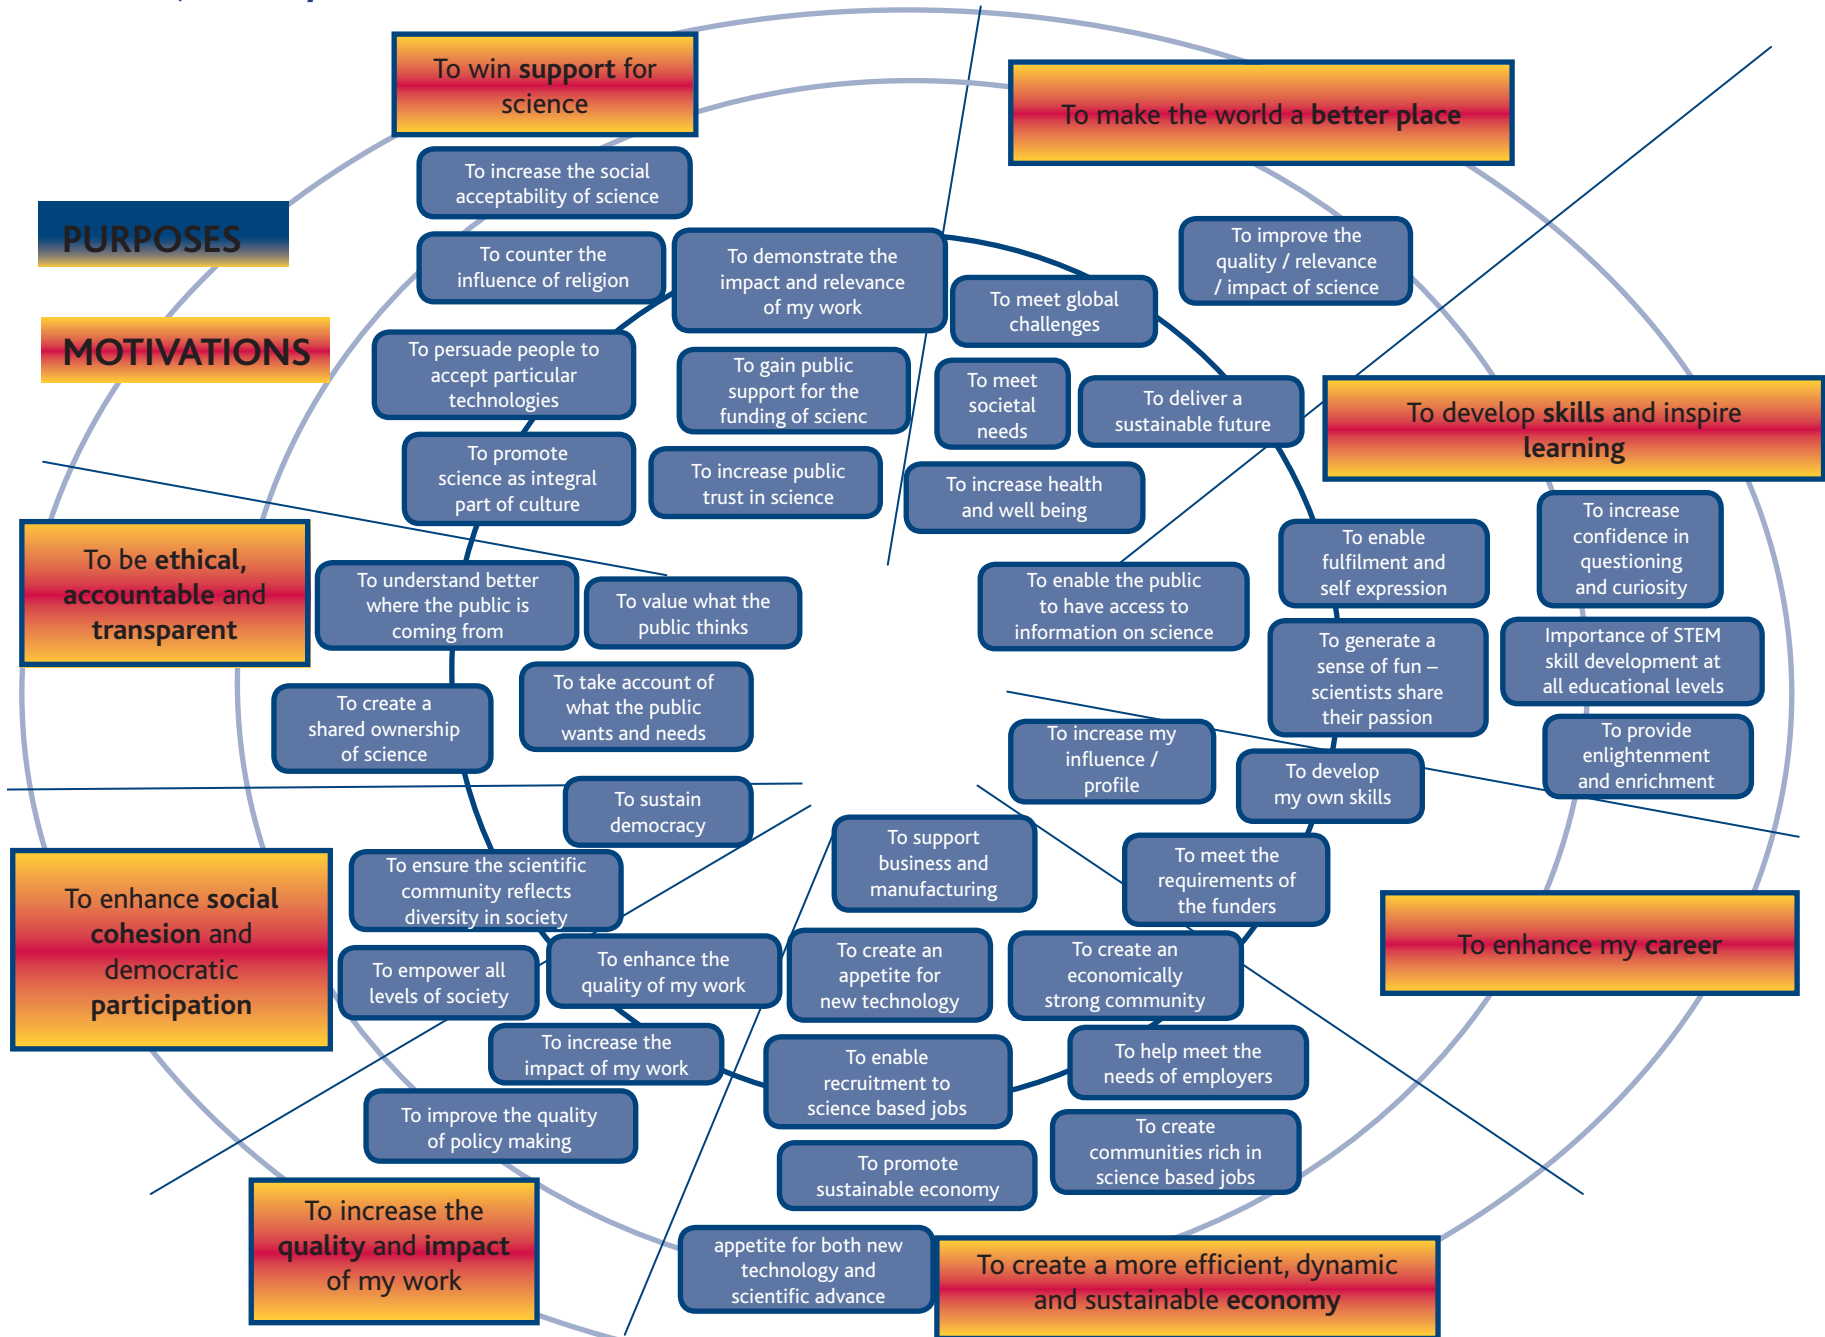 To win support for
science
To make the world a better place
To increase the social
acceptability of science
PURPOSES
To counter the
influence of religion
To demonstrate the
impact and relevance
of my work
To improve the
quality / relevance
/ impact of science
To meet global
challenges
MOTIVATIONS
To persuade people to
accept particular
technologies
To gain public
support for the
funding of scienc
To meet
societal
needs
To deliver a
sustainable future
To develop skills and inspire
learning
To promote
science as integral
part of culture
To increase public
trust in science
To increase health
and well being
To increase
confidence in
questioning
and curiosity
To be ethical,
accountable and
transparent
To understand better
where the public is
coming from
To value what the
public thinks
To enable the public
to have access to
information on science
To enable
fulfilment and
self expression
To generate a
sense of fun –
scientists share
their passion
Importance of STEM
skill development at
all educational levels
To create a
shared ownership
of science
To take account of
what the public
wants and needs
To increase my
influence /
profile
To develop
my own skills
To provide
enlightenment
and enrichment
To sustain
democracy
To support
business and
manufacturing
To meet the
requirements of
the funders
To enhance social
cohesion and
democratic
participation
To ensure the scientific
community reflects
diversity in society
To empower all
levels of society
To enhance the
quality of my work
To create an
appetite for
new technology
To create an
economically
strong community
To enhance my career
To increase the
impact of my work
To enable
recruitment to
science based jobs
To help meet the
needs of employers
To improve the quality
of policy making
To promote
sustainable economy
To create
communities rich in
science based jobs
To increase the
quality and impact
of my work
appetite for both new
technology and
scientific advance
To create a more efficient, dynamic
and sustainable economy